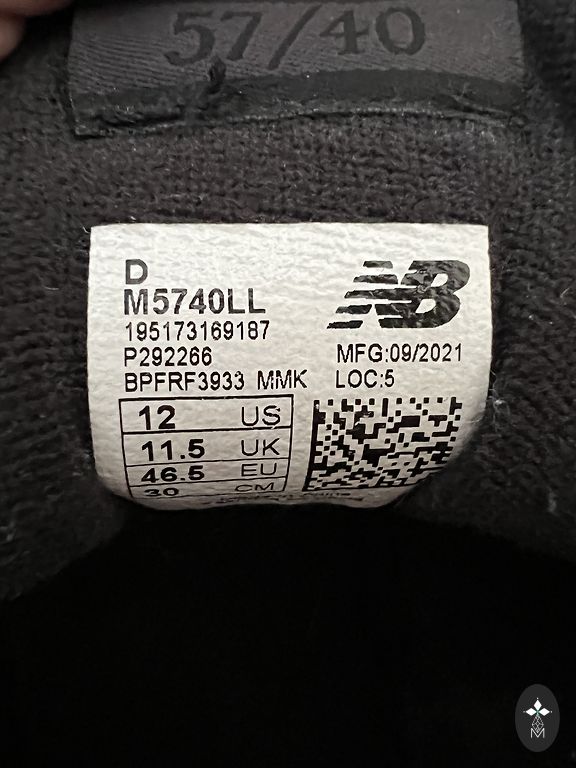 57/40
D
M5740LL
195173169187
P292266
MFG:09/2021
BPFRF3933 MMK
LOC:5
NB
12 US
11.5 UK
46.5 EU
30 CM
M